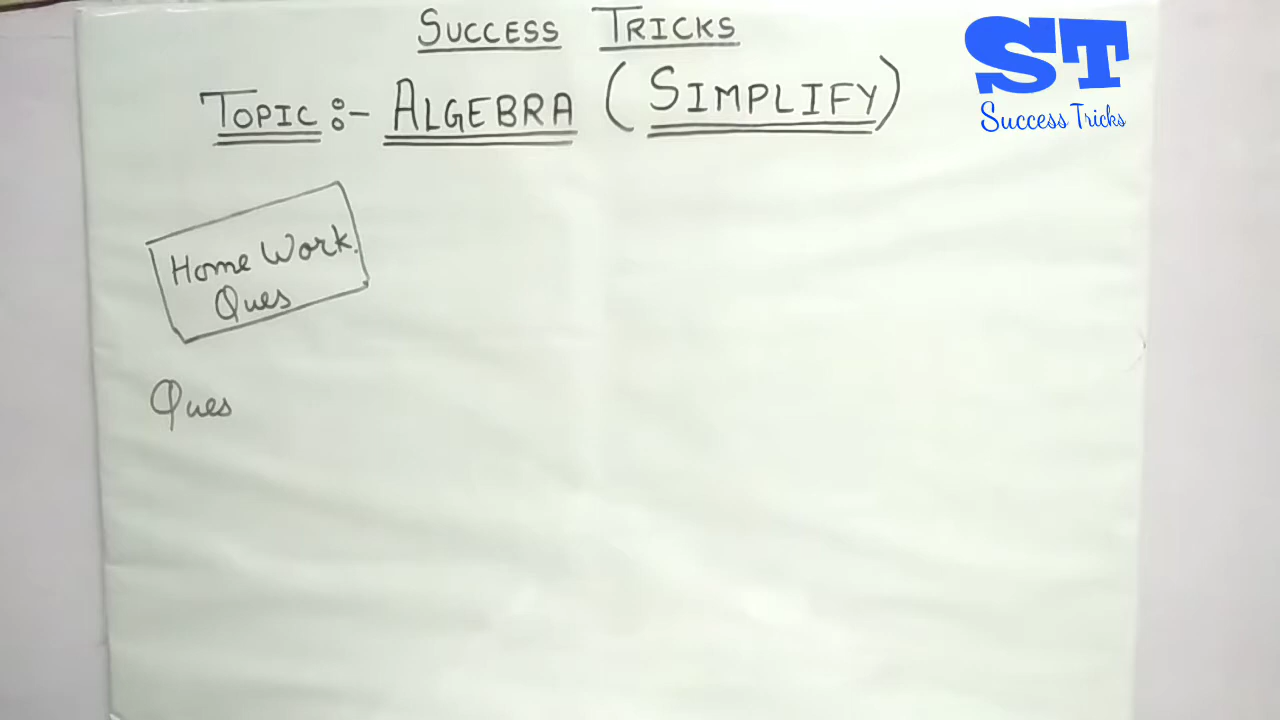 SUCCESS TRICKS
TOPIC :- ALGEBRA (SIMPLIFY)
ST
Success Tricks
Home Work.
Ques
Ques